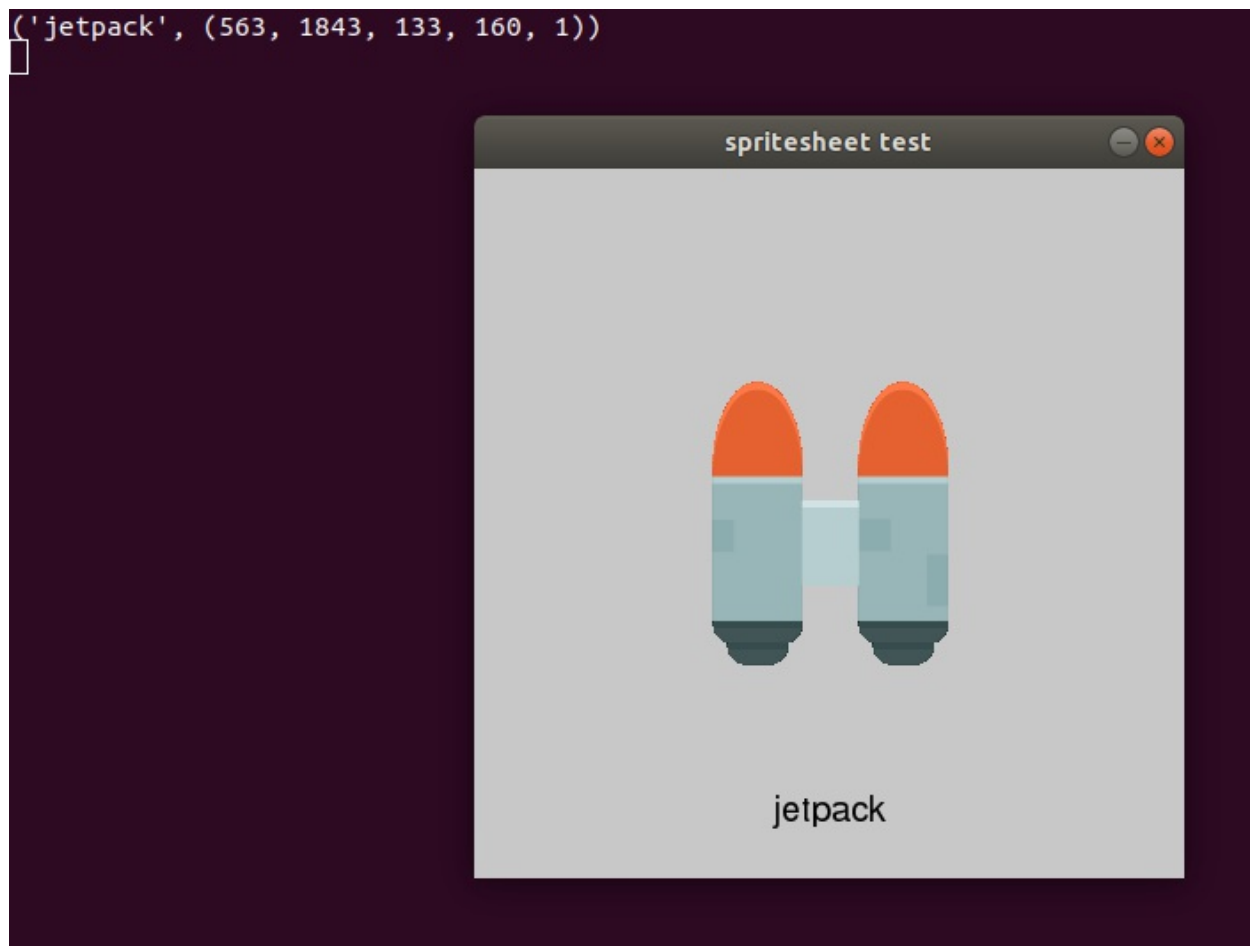 ('jetpack', (563, 1843, 133, 160, 1))
spritesheet test
jetpack